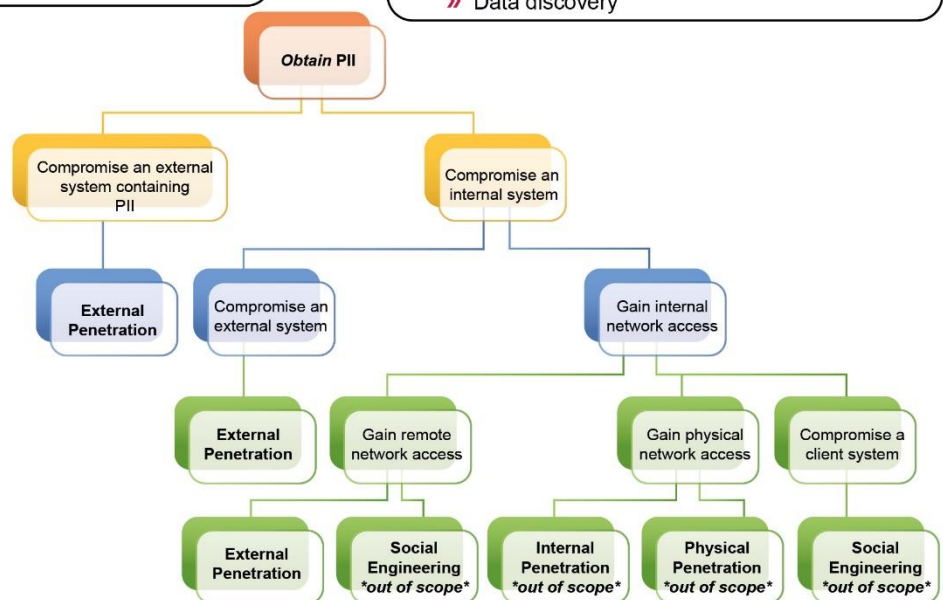 » Data discovery
Obtain PII
Compromise an external
system containing
PII
Compromise an
internal system
External
Penetration
Compromise an
external system
Gain internal
network access
External
Penetration
Gain remote
network access
Gain physical
network access
Compromise a
client system
External
Penetration
Social
Engineering
*out of scope*
Internal
Penetration
*out of scope*
Physical
Penetration
*out of scope*
Social
Engineering
*out of scope*